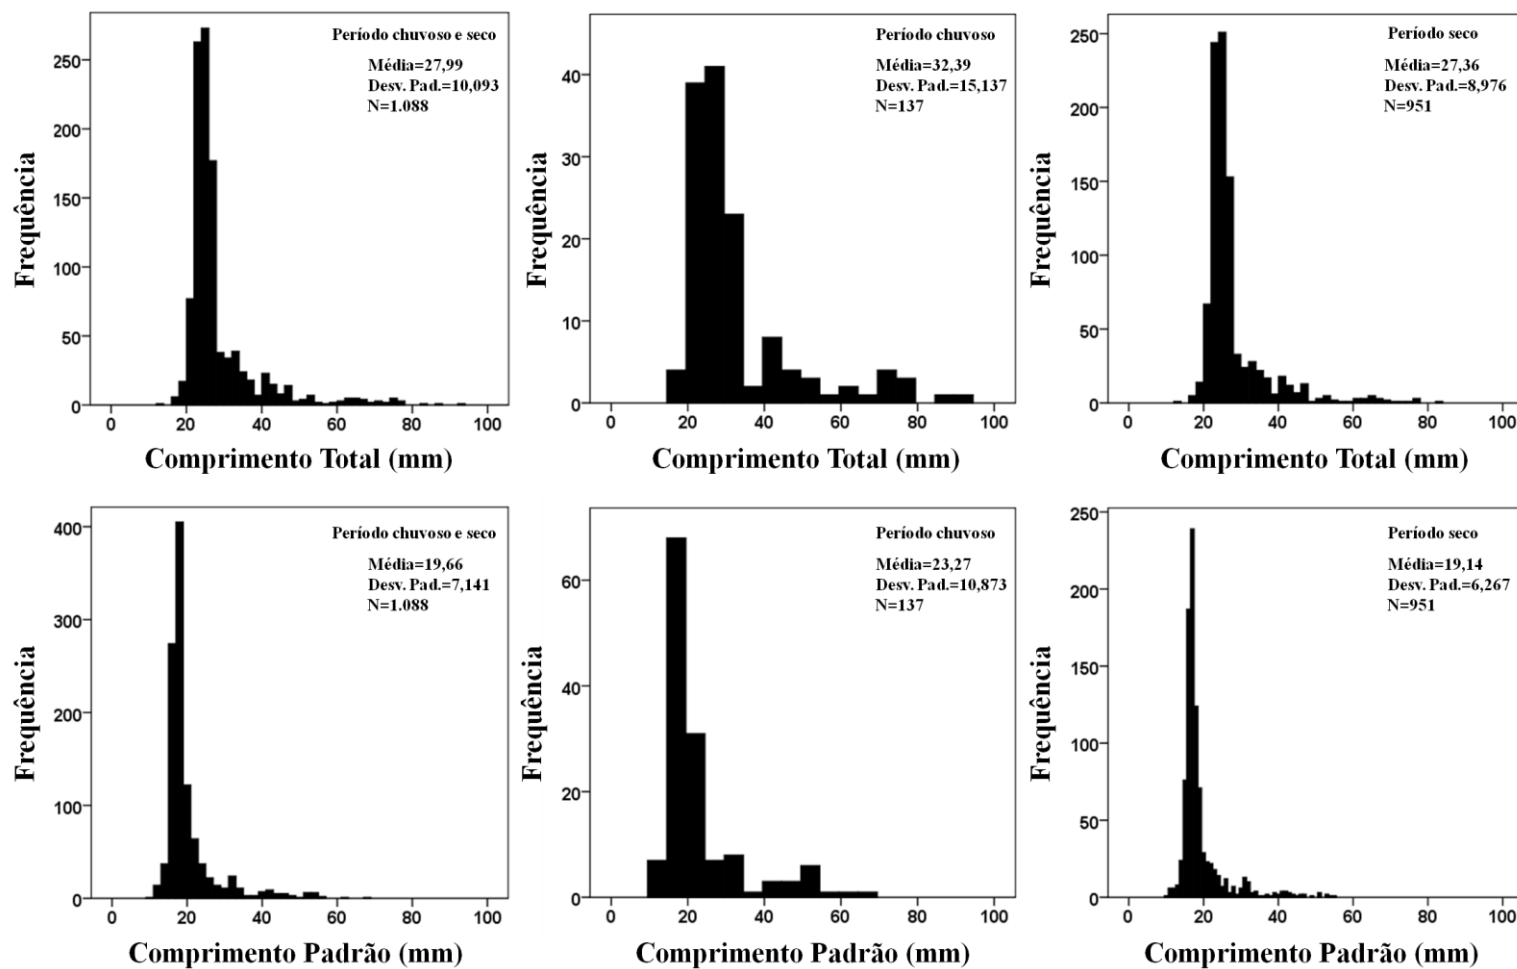 Período chuvoso e seco
Média=27,99
Desv. Pad.=10,093
N=1.088
Frequência
250
200
150
100
50
0
0 20 40 60 80 100
Comprimento Total (mm)
Período chuvoso
Média=32,39
Desv. Pad.=15,137
N=137
Frequência
40
30
20
10
0
0 20 40 60 80 100
Comprimento Total (mm)
Período seco
Média=27,36
Desv. Pad.=8,976
N=951
Frequência
250
200
150
100
50
0
0 20 40 60 80 100
Comprimento Total (mm)
Período chuvoso e seco
Média=19,66
Desv. Pad.=7,141
N=1.088
Frequência
400
300
200
100
0
0 20 40 60 80 100
Comprimento Padrão (mm)
Período chuvoso
Média=23,27
Desv. Pad.=10,873
N=137
Frequência
60
40
20
0
0 20 40 60 80 100
Comprimento Padrão (mm)
Período seco
Média=19,14
Desv. Pad.=6,267
N=951
Frequência
250
200
150
100
50
0
0 20 40 60 80 100
Comprimento Padrão (mm)